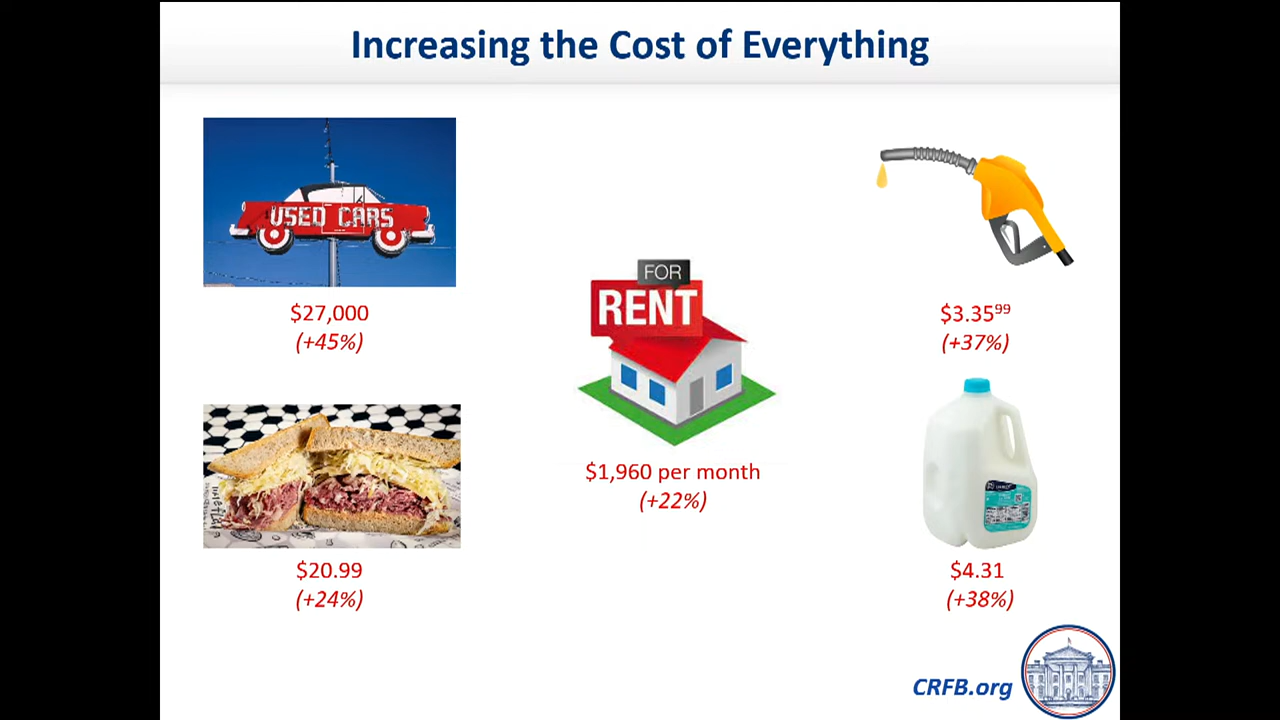 Increasing the Cost of Everything
USED CARS
$27,000
(+45%)
FOR
RENT
$1,960 per month
(+22%)
$3.35⁹⁹
(+37%)
$20.99
(+24%)
$4.31
(+38%)
CRFB.org